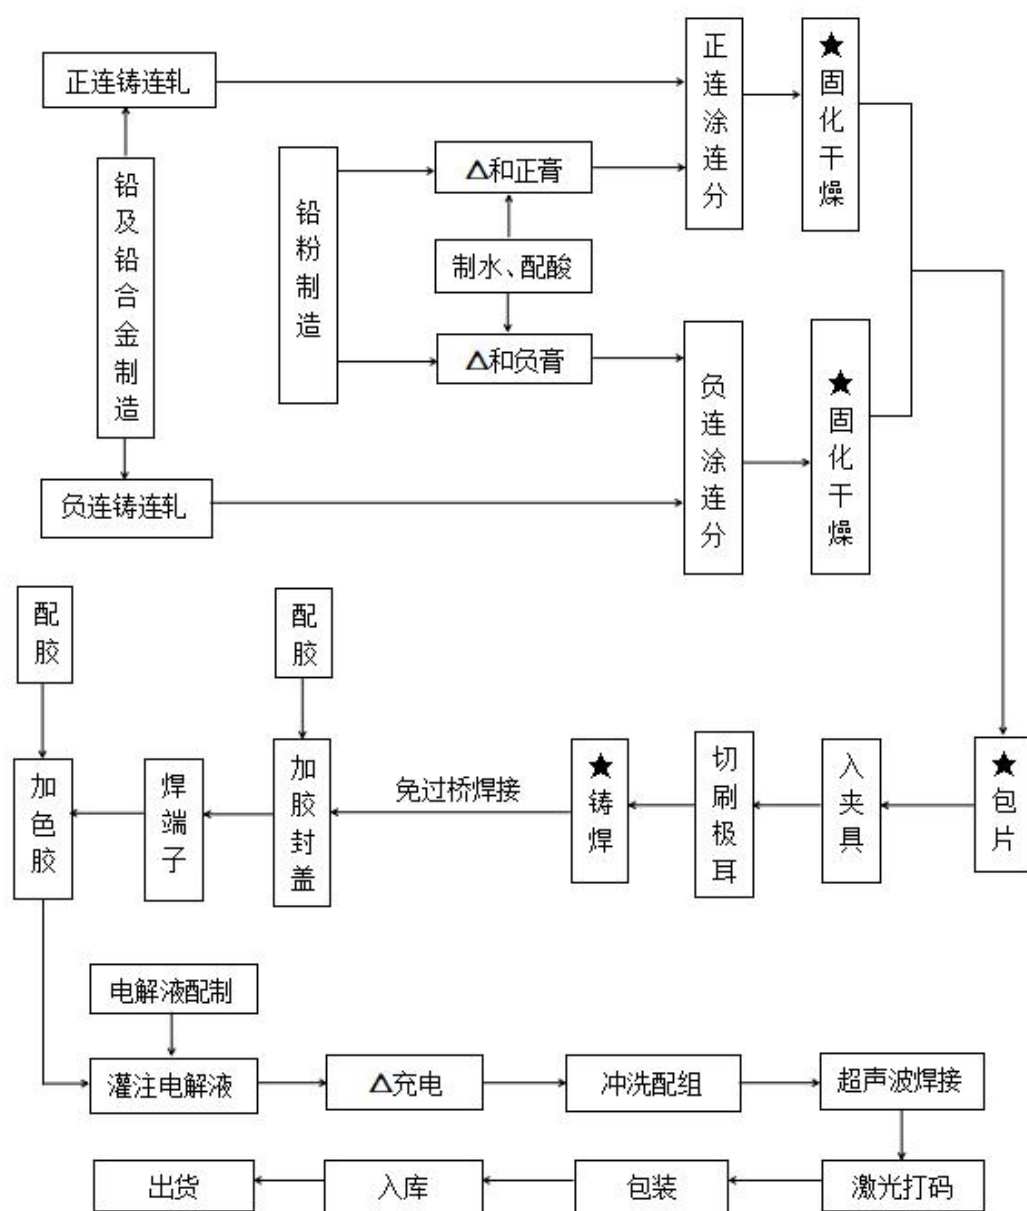 正连铸连轧
铅及铅合金制造
负连铸连轧
铅粉制造
△和正膏
制水、配酸
△和负膏
正连涂连分
★固化干燥
负连涂连分
★固化干燥
★包片
入夹具
切刷极耳
★铸焊
免过桥焊接
配胶
加胶封盖
焊端子
配胶
加色胶
电解液配制
灌注电解液
△充电
冲洗配组
超声波焊接
激光打码
包装
入库
出货